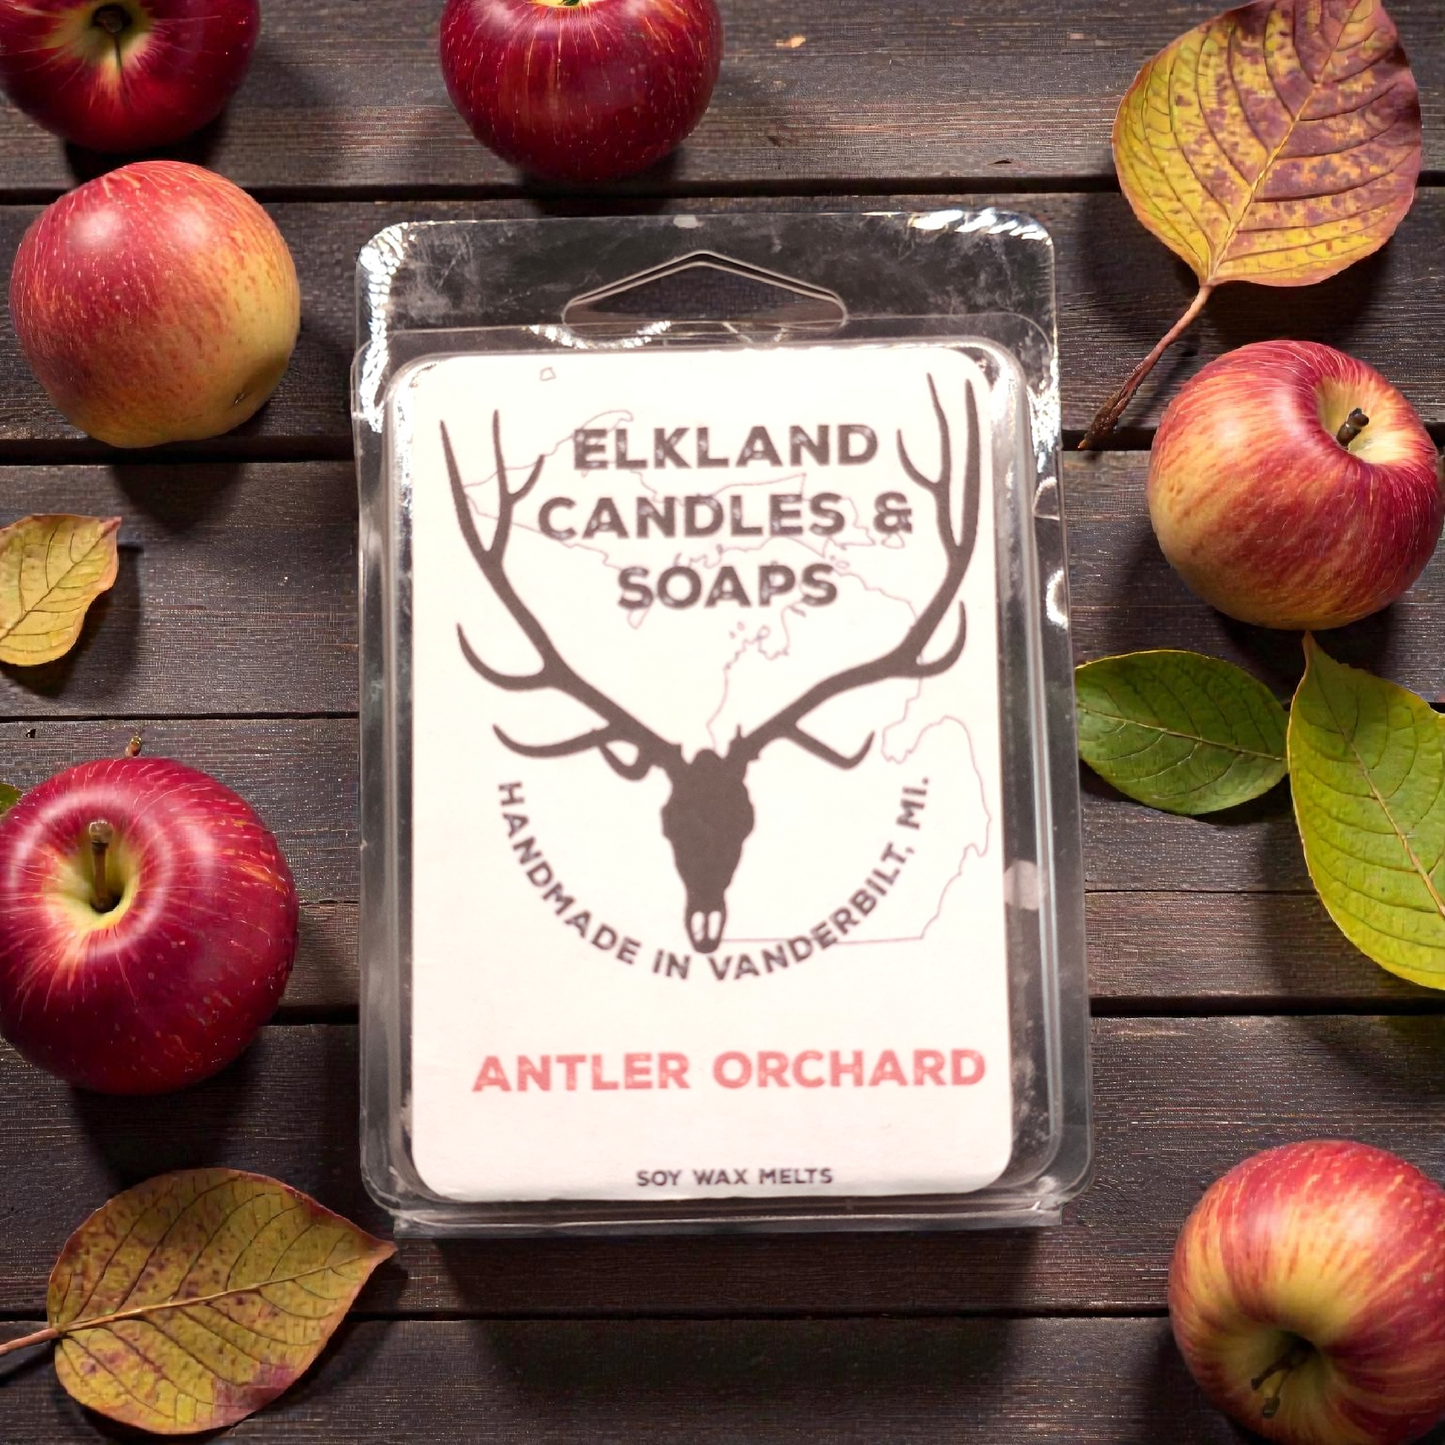 ELKLAND
CANDLES &
SOAPS
HANDMADE IN VANDERBILT, MI.
ANTLER ORCHARD
SOY WAX MELTS